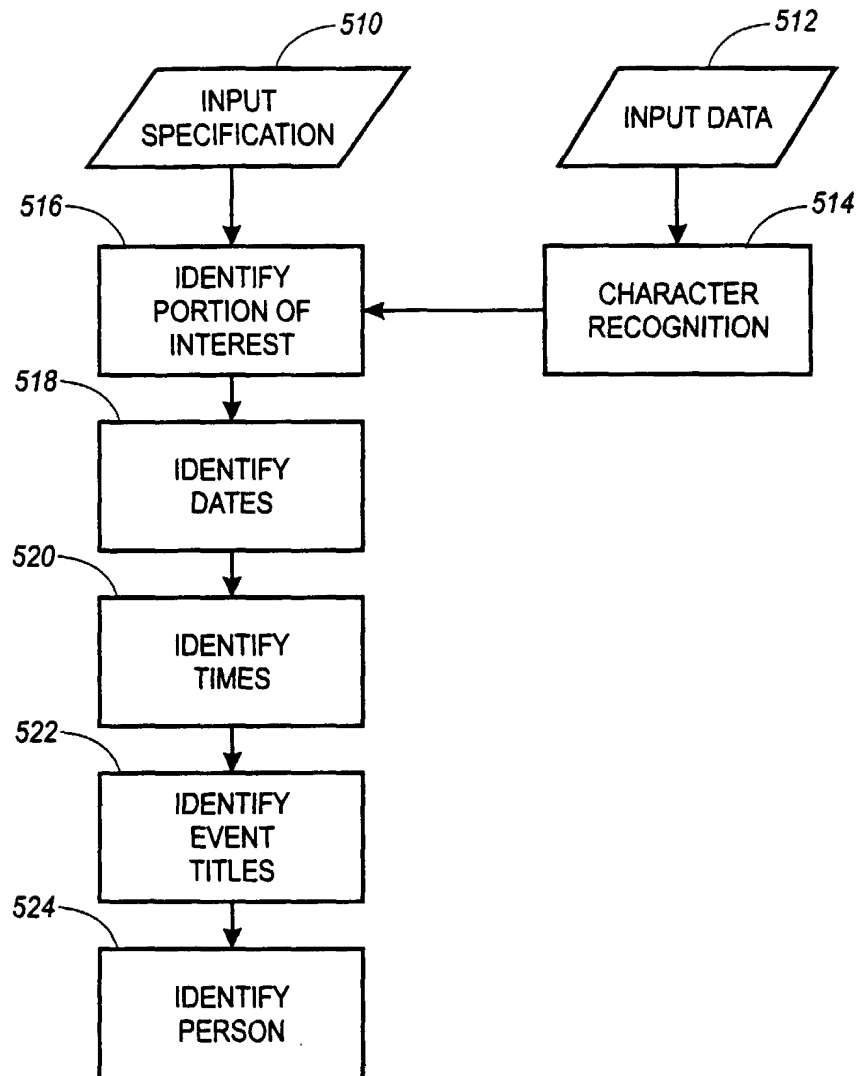 510
512
INPUT
SPECIFICATION
INPUT DATA
516
514
IDENTIFY
PORTION OF
INTEREST
CHARACTER
RECOGNITION
518
IDENTIFY
DATES
520
IDENTIFY
TIMES
522
IDENTIFY
EVENT
TITLES
524
IDENTIFY
PERSON